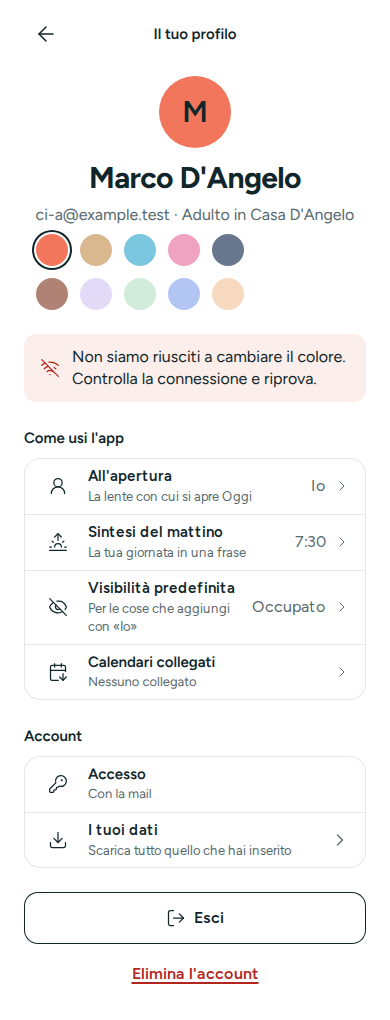 Il tuo profilo
M
Marco D'Angelo
ci-a@example.test · Adulto in Casa D'Angelo
Non siamo riusciti a cambiare il colore.
Controlla la connessione e riprova.
Come usi l'app
All'apertura
La lente con cui si apre Oggi
Io
Sintesi del mattino
La tua giornata in una frase
7:30
Visibilità predefinita
Per le cose che aggiungi
con «Io»
Occupato
Calendari collegati
Nessuno collegato
Account
Accesso
Con la mail
I tuoi dati
Scarica tutto quello che hai inserito
Esci
Elimina l'account